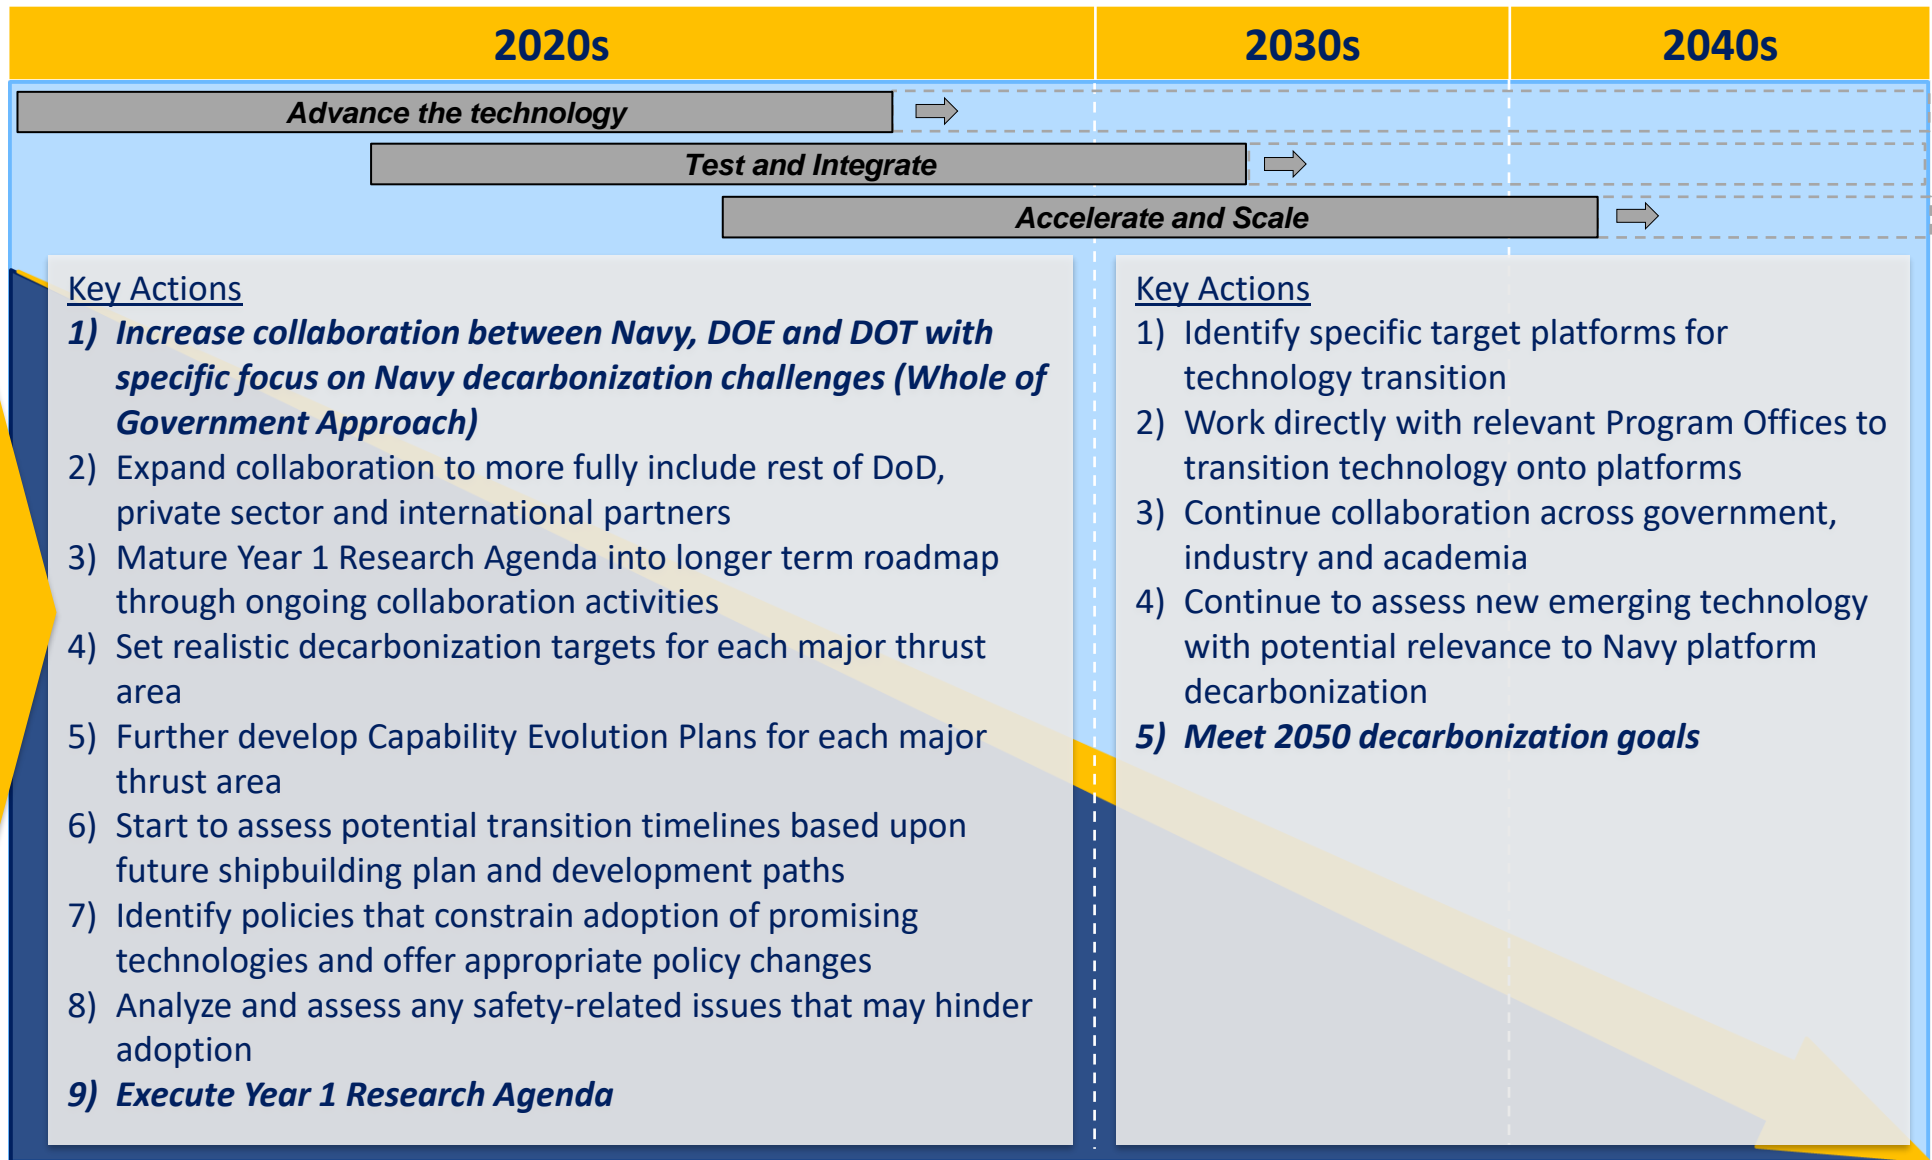 2020s
2030s
2040s
Advance the technology
Test and Integrate
Accelerate and Scale
Key Actions
1) Increase collaboration between Navy, DOE and DOT with
specific focus on Navy decarbonization challenges (Whole of
Government Approach)
2) Expand collaboration to more fully include rest of DoD,
private sector and international partners
3) Mature Year 1 Research Agenda into longer term roadmap
through ongoing collaboration activities
4) Set realistic decarbonization targets for each major thrust
area
5) Further develop Capability Evolution Plans for each major
thrust area
6) Start to assess potential transition timelines based upon
future shipbuilding plan and development paths
7) Identify policies that constrain adoption of promising
technologies and offer appropriate policy changes
8) Analyze and assess any safety-related issues that may hinder
adoption
9) Execute Year 1 Research Agenda
Key Actions
1) Identify specific target platforms for
technology transition
2) Work directly with relevant Program Offices to
transition technology onto platforms
3) Continue collaboration across government,
industry and academia
4) Continue to assess new emerging technology
with potential relevance to Navy platform
decarbonization
5) Meet 2050 decarbonization goals